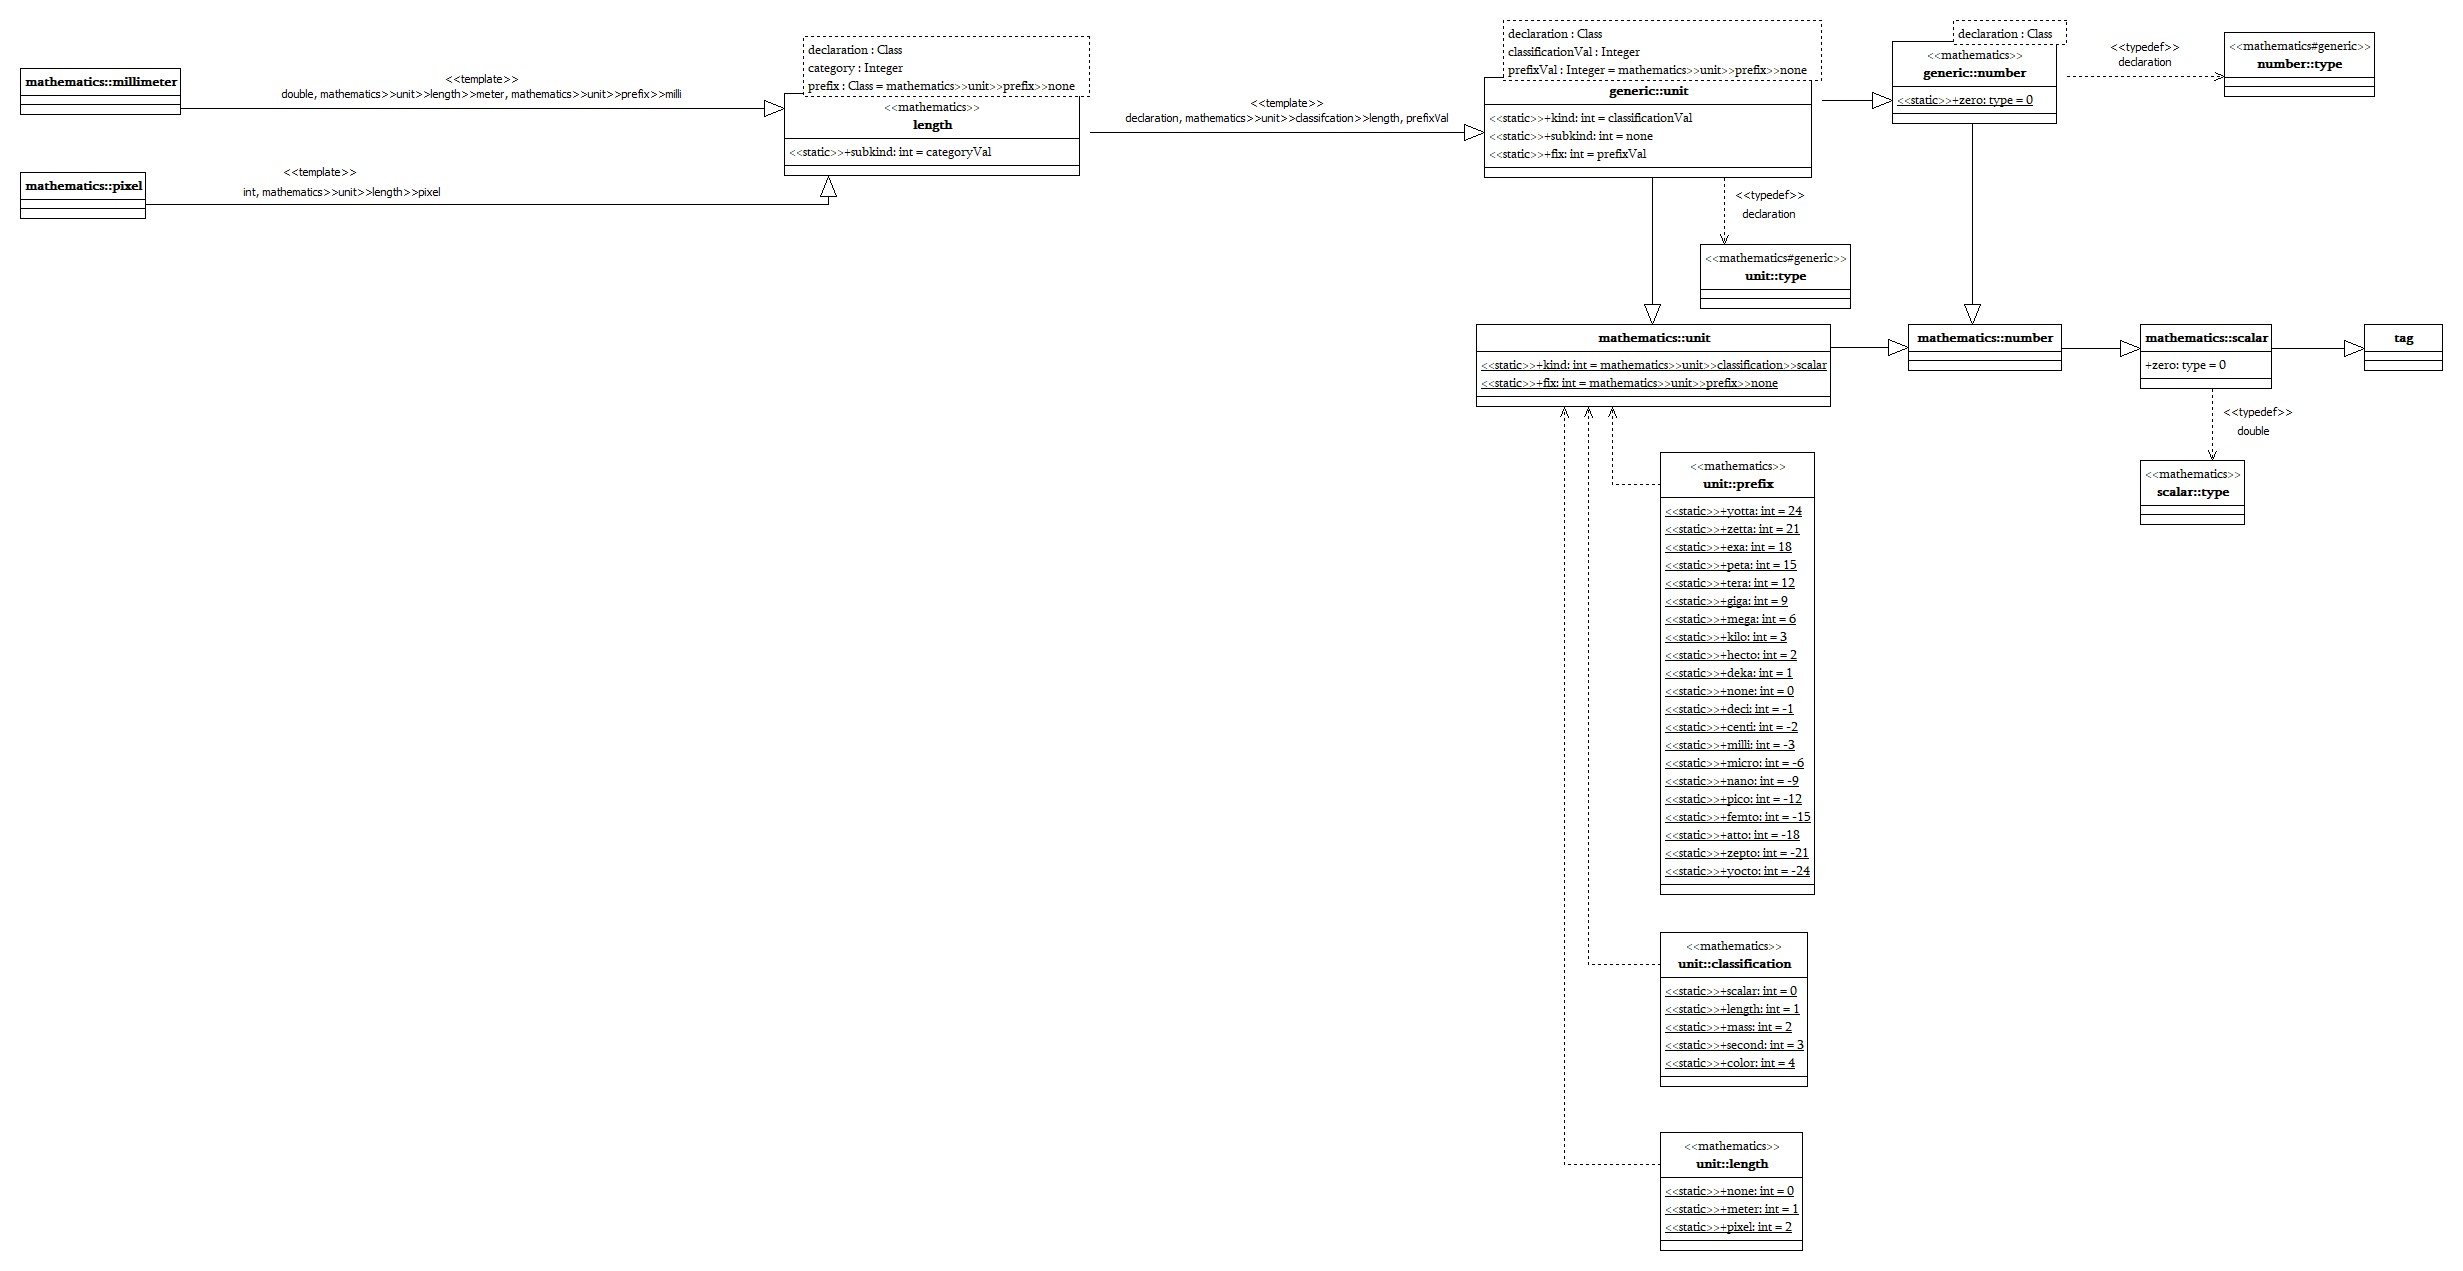 mathematics::millimeter
<<template>>
double, mathematics>>unit>>length>>meter, mathematics>>unit>>prefix>>milli
mathematics::pixel
<<template>>
int, mathematics>>unit>>length>>pixel
declaration : Class
category : Integer
prefix : Class = mathematics>>unit>>prefix>>none
<<mathematics>>
length
<<static>>+subkind: int = categoryVal
<<template>>
declaration, mathematics>>unit>>classifcation>>length, prefixVal
declaration : Class
classificationVal : Integer
prefixVal : Integer = mathematics>>unit>>prefix>>none
generic::unit
<<static>>+kind: int = classificationVal
<<static>>+subkind: int = none
<<static>>+fix: int = prefixVal
declaration : Class
<<mathematics>>
generic::number
<<static>>+zero: type = 0
<<typedef>>
declaration
<<mathematics#generic>>
number::type
<<typedef>>
declaration
<<mathematics#generic>>
unit::type
mathematics::unit
<<static>>+kind: int = mathematics>>unit>>classification>>scalar
<<static>>+fix: int = mathematics>>unit>>prefix>>none
mathematics::number
mathematics::scalar
+zero: type = 0
tag
<<typedef>>
double
<<mathematics>>
scalar::type
<<mathematics>>
unit::prefix
<<static>>+yotta: int = 24
<<static>>+zetta: int = 21
<<static>>+exa: int = 18
<<static>>+peta: int = 15
<<static>>+tera: int = 12
<<static>>+giga: int = 9
<<static>>+mega: int = 6
<<static>>+kilo: int = 3
<<static>>+hecto: int = 2
<<static>>+deka: int = 1
<<static>>+none: int = 0
<<static>>+deci: int = -1
<<static>>+centi: int = -2
<<static>>+milli: int = -3
<<static>>+micro: int = -6
<<static>>+nano: int = -9
<<static>>+pico: int = -12
<<static>>+femto: int = -15
<<static>>+atto: int = -18
<<static>>+zepto: int = -21
<<static>>+yocto: int = -24
<<mathematics>>
unit::classification
<<static>>+scalar: int = 0
<<static>>+length: int = 1
<<static>>+mass: int = 2
<<static>>+second: int = 3
<<static>>+color: int = 4
<<mathematics>>
unit::length
<<static>>+none: int = 0
<<static>>+meter: int = 1
<<static>>+pixel: int = 2